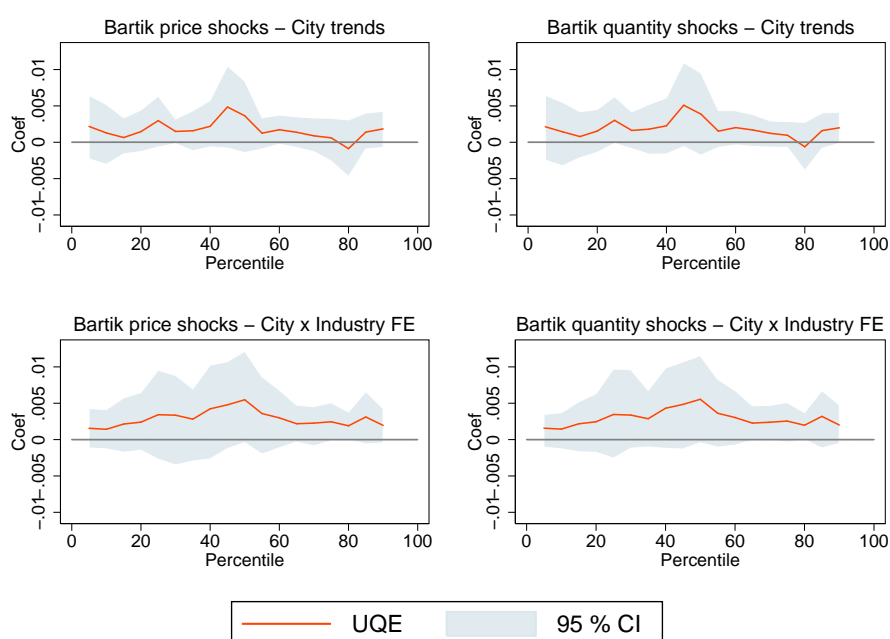 Bartik price shocks – City trends
Bartik quantity shocks – City trends
Coef
-.01 -.005 0 .005 .01
0 20 40 60 80 100
Percentile
Coef
-.01 -.005 0 .005 .01
0 20 40 60 80 100
Percentile
Bartik price shocks – City x Industry FE
Bartik quantity shocks – City x Industry FE
Coef
-.01 -.005 0 .005 .01
0 20 40 60 80 100
Percentile
Coef
-.01 -.005 0 .005 .01
0 20 40 60 80 100
Percentile
UQE 95 % CI